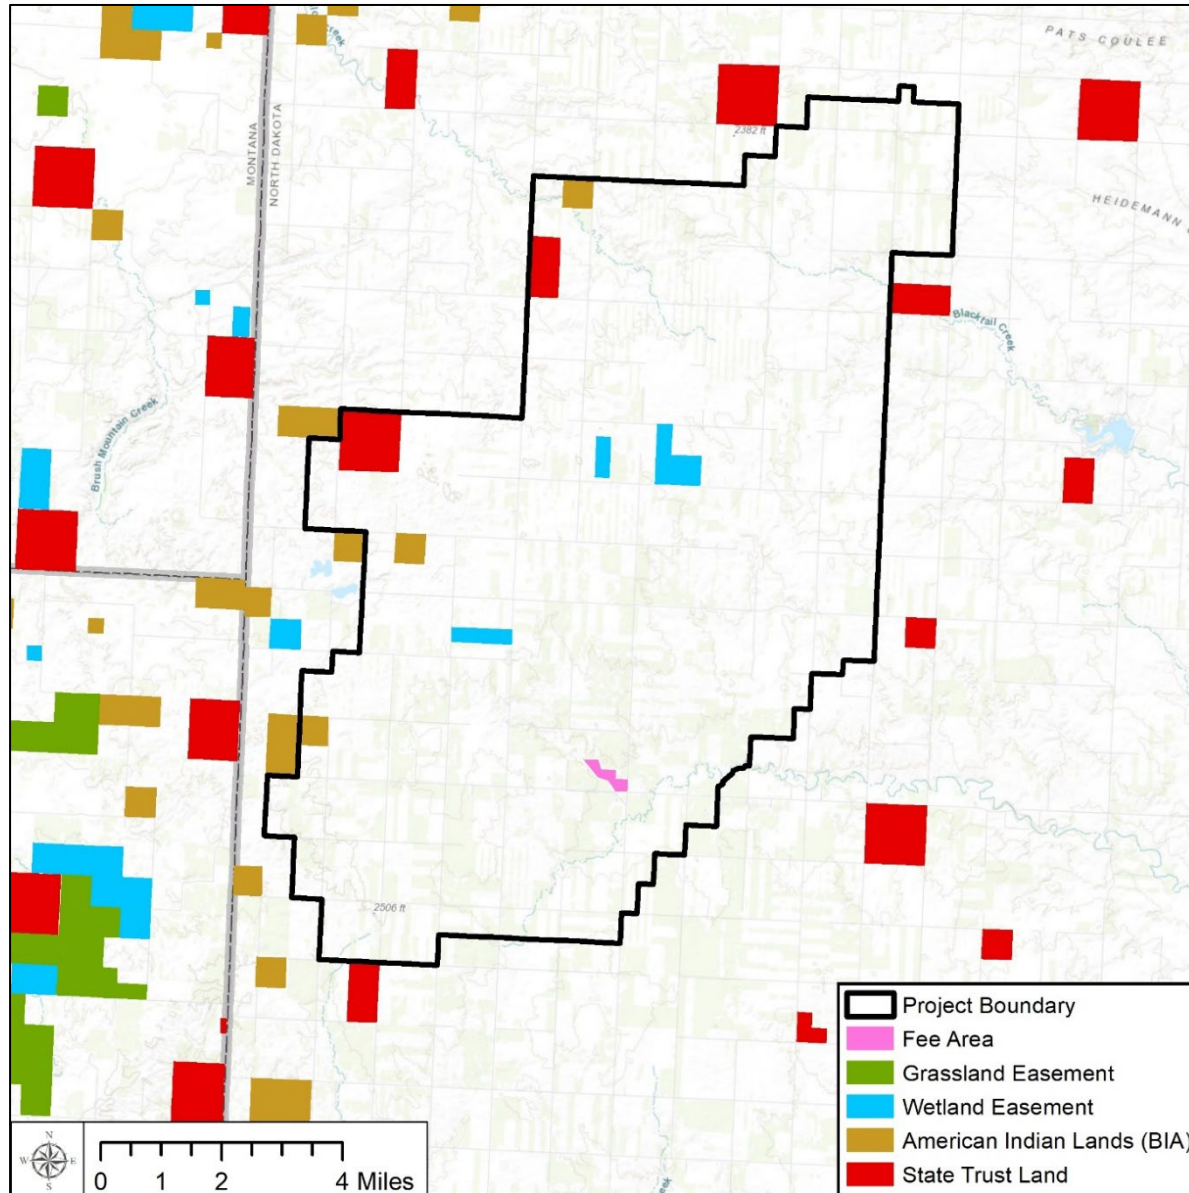 Creek
PATS COULEE
2382 ft
MONTANA
NORTH DAKOTA
HEIDEMANN
Blacktail Creek
Brush Mountain Creek
2506 ft
Project Boundary
Fee Area
Grassland Easement
Wetland Easement
American Indian Lands (BIA)
State Trust Land
N
W E
S
0 1 2 4 Miles